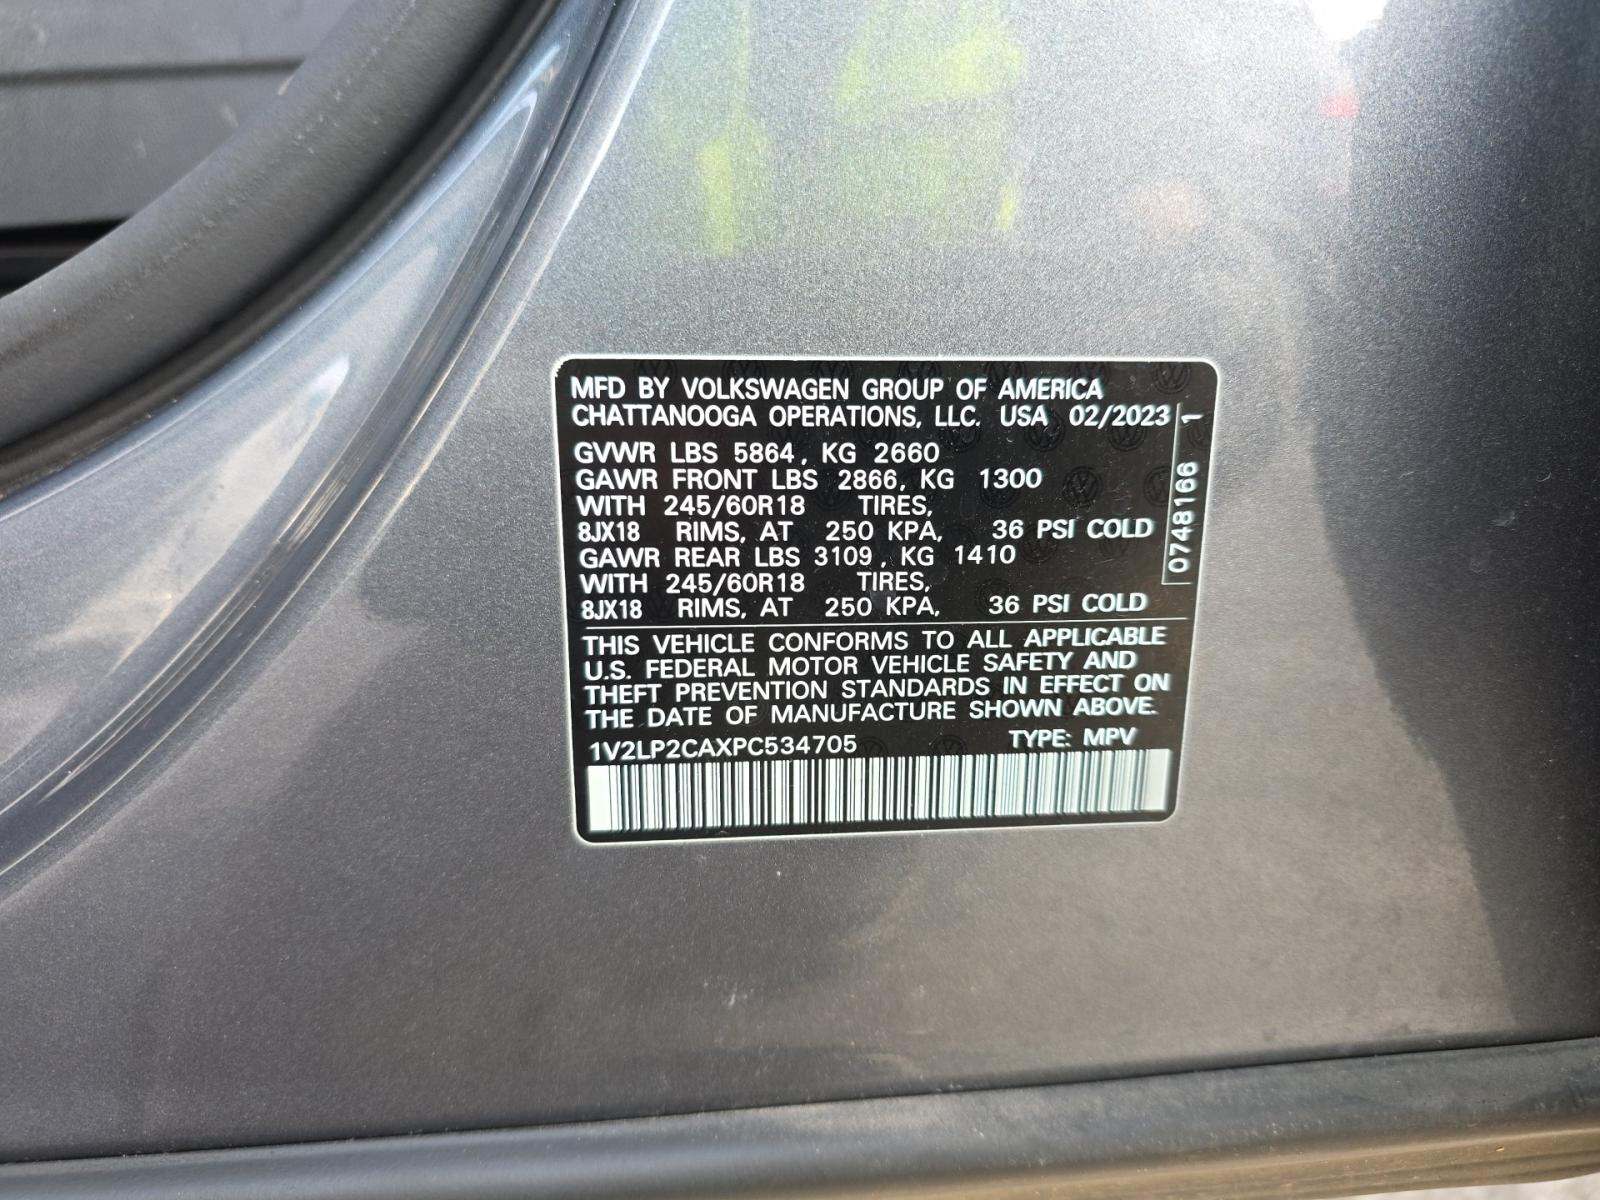 MFD BY VOLKSWAGEN GROUP OF AMERICA
CHATTANOOGA OPERATIONS, LLC. USA 02/2023
GVWR LBS 5864, KG 2660
GAWR FRONT LBS 2866, KG 1300
WITH 245/60R18 TIRES,
8JX18 RIMS, AT 250 KPA, 36 PSI COLD
GAWR REAR LBS 3109, KG 1410
WITH 245/60R18 TIRES,
8JX18 RIMS, AT 250 KPA, 36 PSI COLD
THIS VEHICLE CONFORMS TO ALL APPLICABLE
U.S. FEDERAL MOTOR VEHICLE SAFETY AND
THEFT PREVENTION STANDARDS IN EFFECT ON
THE DATE OF MANUFACTURE SHOWN ABOVE.
1V2LP2CAXPC534705 TYPE: MPV
0748166 1